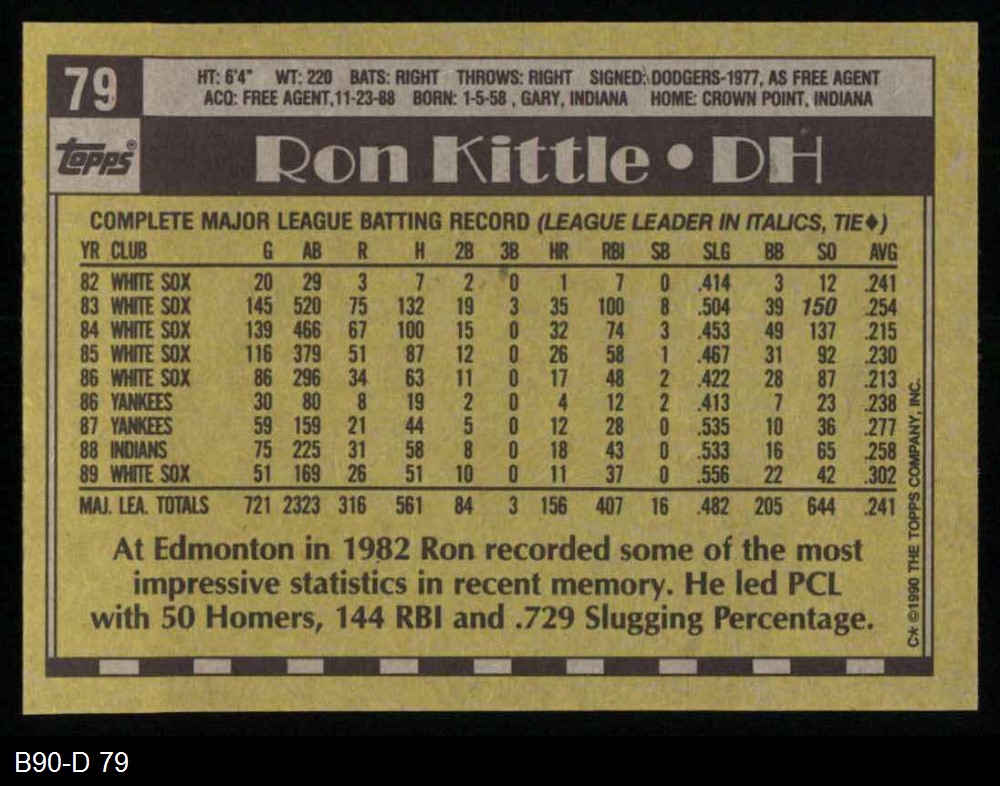 79
HT: 6'4" WT: 220 BATS: RIGHT THROWS: RIGHT SIGNED: DODGERS-1977, AS FREE AGENT
ACQ: FREE AGENT,11-23-88 BORN: 1-5-58 , GARY, INDIANA HOME: CROWN POINT, INDIANA
topps®
Ron Kittle • DH
COMPLETE MAJOR LEAGUE BATTING RECORD (LEAGUE LEADER IN ITALICS, TIE♦)
YR CLUB G AB R H 2B 3B HR RBI SB SLG BB SO AVG
82 WHITE SOX 20 29 3 7 2 0 1 7 0 .414 3 12 .241
83 WHITE SOX 145 520 75 132 19 3 35 100 8 .504 39 150 .254
84 WHITE SOX 139 466 67 100 15 0 32 74 3 .453 49 137 .215
85 WHITE SOX 116 379 51 87 12 0 26 58 1 .467 31 92 .230
86 WHITE SOX 86 296 34 63 11 0 17 48 2 .422 28 87 .213
86 YANKEES 30 80 8 19 2 0 4 12 2 .413 7 23 .238
87 YANKEES 59 159 21 44 5 0 12 28 0 .535 10 36 .277
88 INDIANS 75 225 31 58 8 0 18 43 0 .533 16 65 .258
89 WHITE SOX 51 169 26 51 10 0 11 37 0 .556 22 42 .302
MAJ. LEA. TOTALS 721 2323 316 561 84 3 156 407 16 .482 205 644 .241
At Edmonton in 1982 Ron recorded some of the most
impressive statistics in recent memory. He led PCL
with 50 Homers, 144 RBI and .729 Slugging Percentage.
C* ©1990 THE TOPPS COMPANY, INC.
B90-D 79